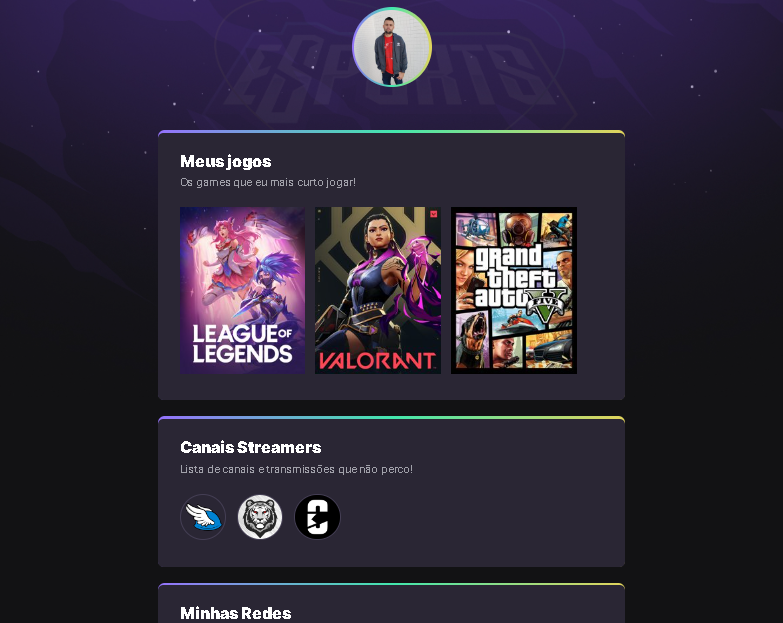 ESPORTS
Meus jogos
Os games que eu mais curto jogar!
LEAGUE OF
LEGENDS
VALORANT
grand
theft
auto V
FIVE
Canais Streamers
Lista de canais e transmissões que não perco!
Minhas Redes